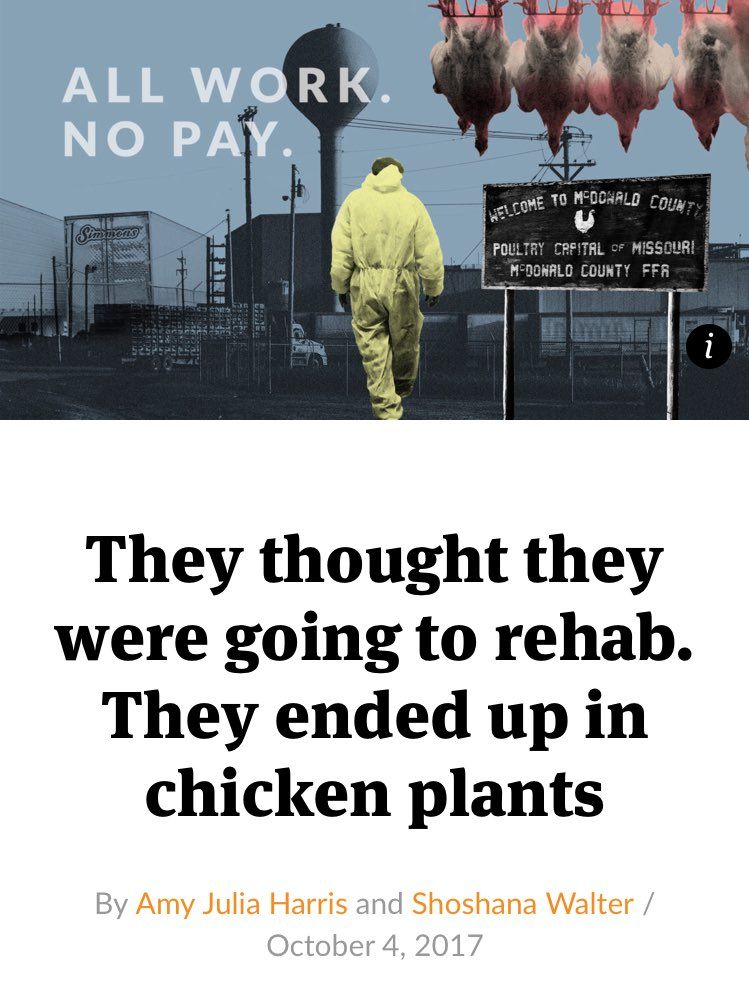 ALL WORK.
NO PAY.
Simmons
WELCOME TO McDONALD COUNTY
POULTRY CAPITAL OF MISSOURI
McDONALD COUNTY FFA
i
They thought they
were going to rehab.
They ended up in
chicken plants
By Amy Julia Harris and Shoshana Walter /
October 4, 2017